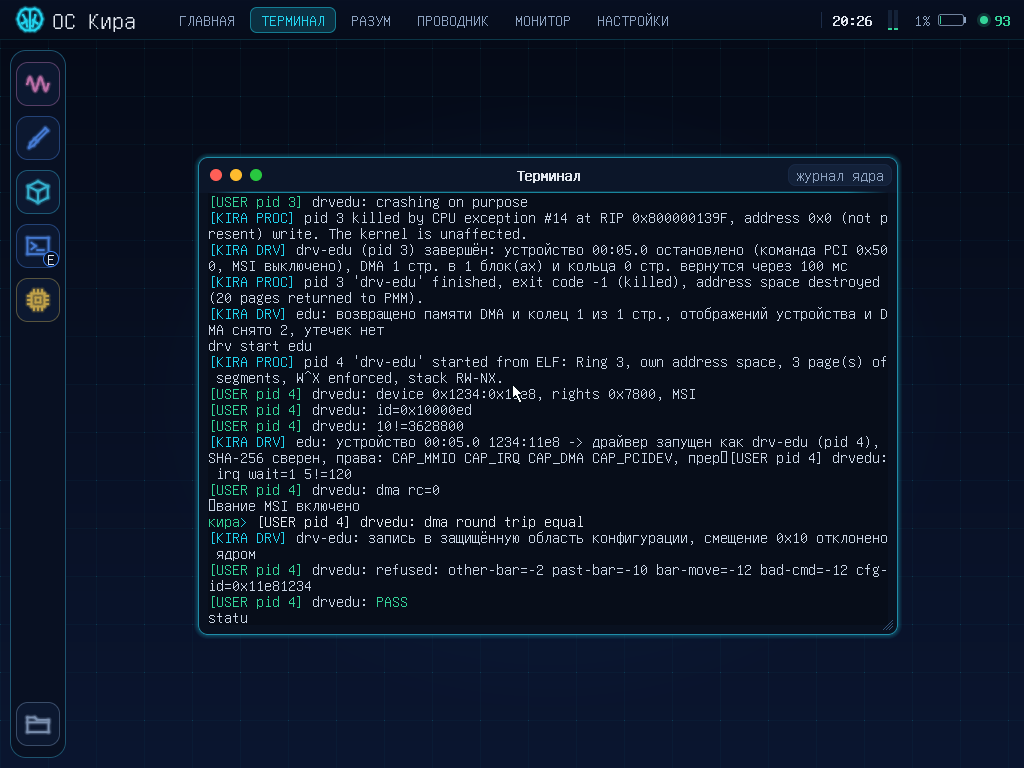 ОС Кира
ГЛАВНАЯ
ТЕРМИНАЛ
РАЗУМ
ПРОВОДНИК
МОНИТОР
НАСТРОЙКИ
20:26
1%
93
E
Терминал
журнал ядра
[USER pid 3] drvedu: crashing on purpose
[KIRA PROC] pid 3 killed by CPU exception #14 at RIP 0x800000139F, address 0x0 (not p
resent) write. The kernel is unaffected.
[KIRA DRV] drv-edu (pid 3) завершён: устройство 00:05.0 остановлено (команда PCI 0x50
0, MSI выключено), DMA 1 стр. в 1 блок(ах) и кольца 0 стр. вернутся через 100 мс
[KIRA PROC] pid 3 'drv-edu' finished, exit code -1 (killed), address space destroyed
(20 pages returned to PMM).
[KIRA DRV] edu: возвращено памяти DMA и колец 1 из 1 стр., отображений устройства и D
MA снято 2, утечек нет
drv start edu
[KIRA PROC] pid 4 'drv-edu' started from ELF: Ring 3, own address space, 3 page(s) of
segments, W^X enforced, stack RW-NX.
[USER pid 4] drvedu: device 0x1234:0x11e8, rights 0x7800, MSI
[USER pid 4] drvedu: id=0x10000ed
[USER pid 4] drvedu: 10!=3628800
[KIRA DRV] edu: устройство 00:05.0 1234:11e8 -> драйвер запущен как drv-edu (pid 4),
SHA-256 сверен, права: CAP_MMIO CAP_IRQ CAP_DMA CAP_PCIDEV, прер▯[USER pid 4] drvedu:
irq wait=1 5!=120
[USER pid 4] drvedu: dma rc=0
▯вание MSI включено
кира> [USER pid 4] drvedu: dma round trip equal
[KIRA DRV] drv-edu: запись в защищённую область конфигурации, смещение 0x10 отклонено
ядром
[USER pid 4] drvedu: refused: other-bar=-2 past-bar=-10 bar-move=-12 bad-cmd=-12 cfg-
id=0x11e81234
[USER pid 4] drvedu: PASS
statu